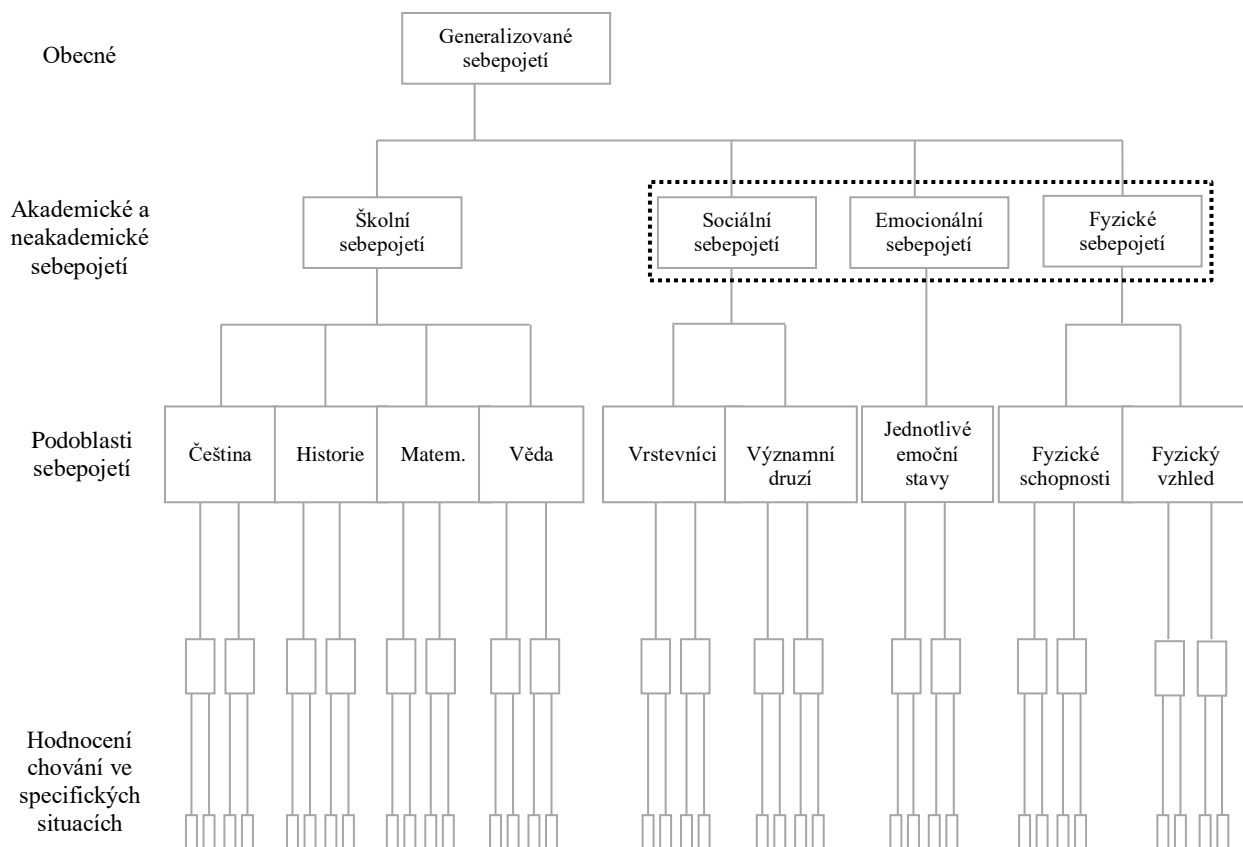 Obecné
Generalizované
sebepojetí
Akademické a
neakademické
sebepojetí
Školní
sebepojetí
Sociální
sebepojetí
Emocionální
sebepojetí
Fyzické
sebepojetí
Podoblasti
sebepojetí
Čeština
Historie
Matem.
Věda
Vrstevníci
Významní
druzí
Jednotlivé
emoční
stavy
Fyzické
schopnosti
Fyzický
vzhled
Hodnocení
chování ve
specifických
situacích